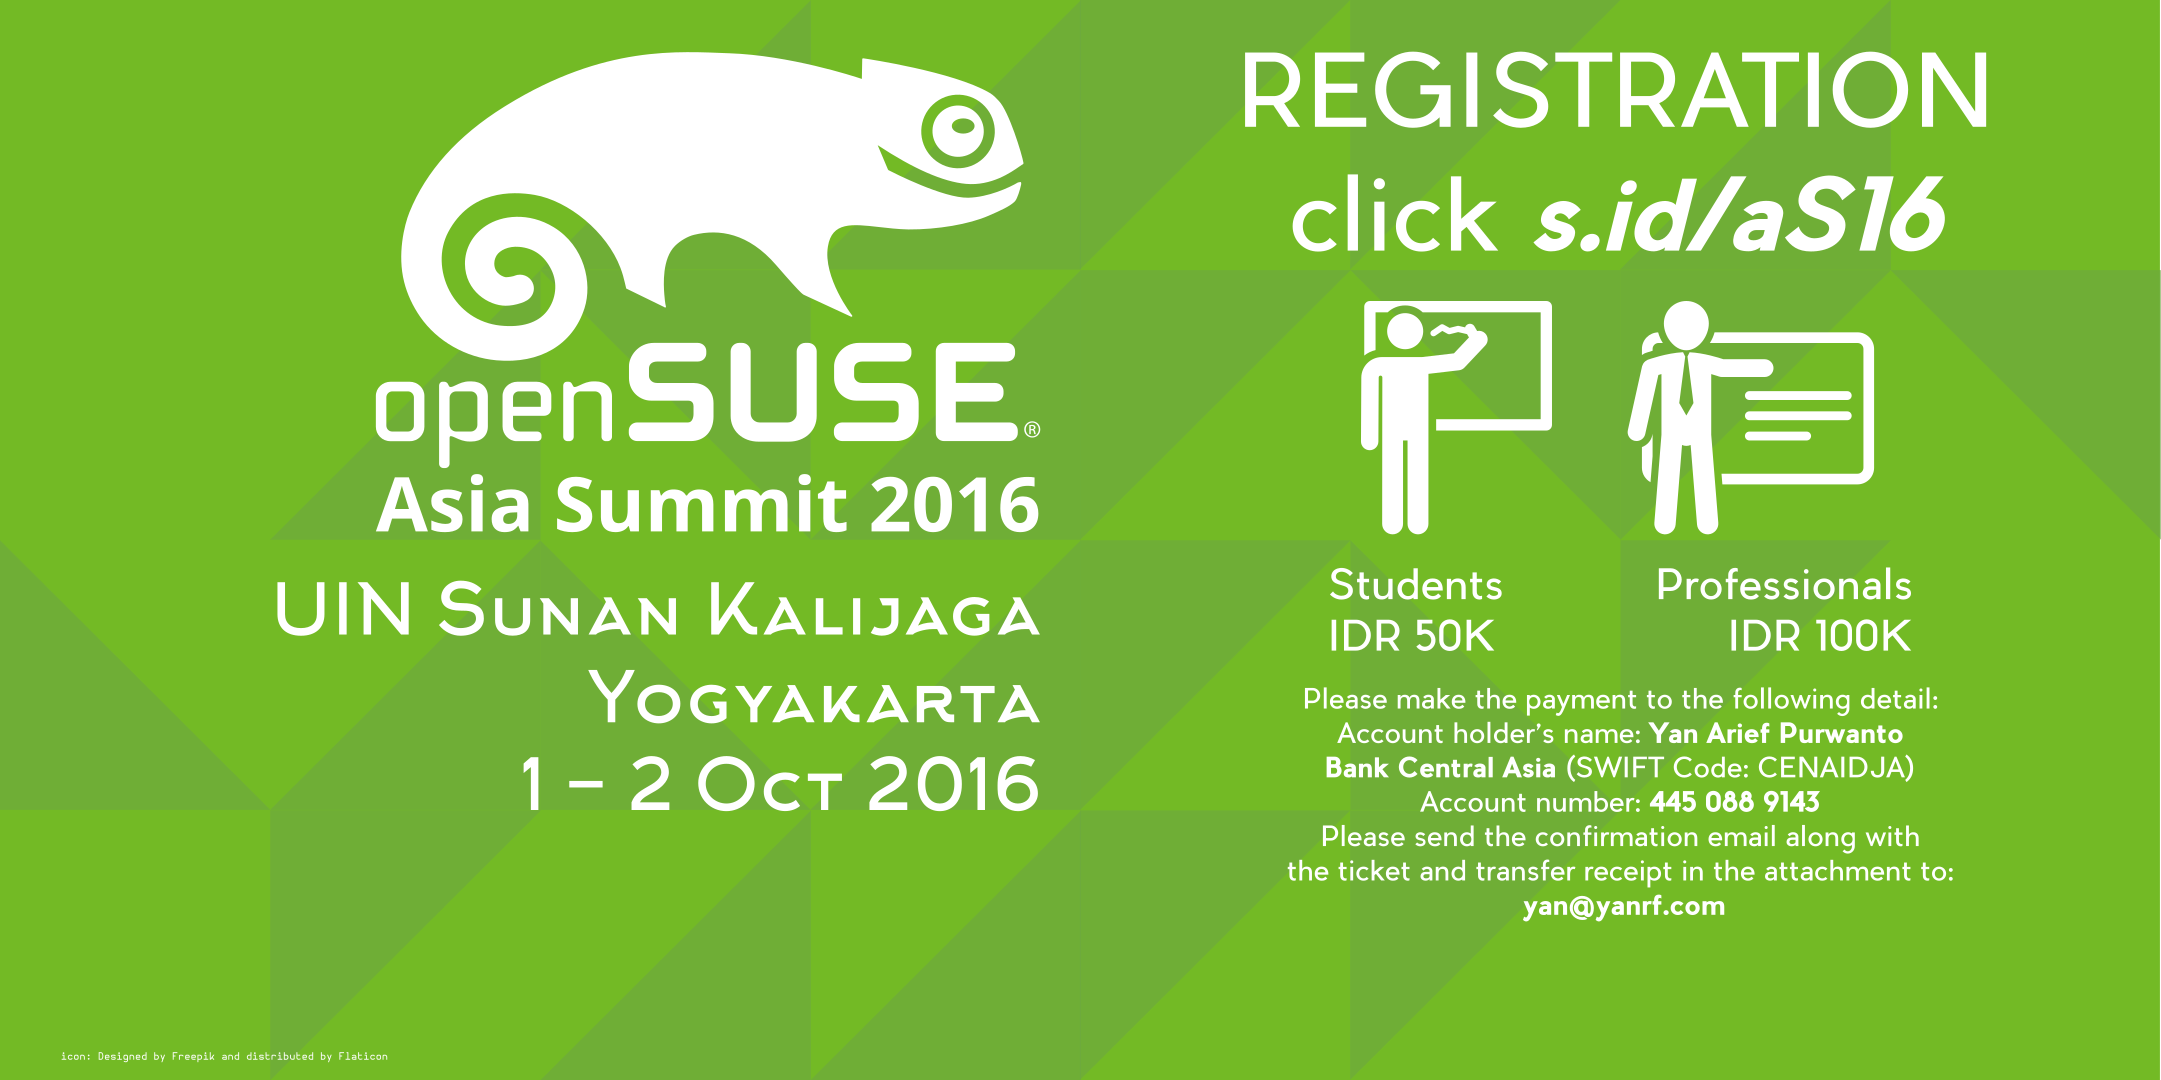 openSUSE®
Asia Summit 2016
UIN Sunan Kalijaga
Yogyakarta
1 – 2 Oct 2016
REGISTRATION
click s.id/aS16
Students
IDR 50K
Professionals
IDR 100K
Please make the payment to the following detail:
Account holder's name: Yan Arief Purwanto
Bank Central Asia (SWIFT Code: CENAIDJA)
Account number: 445 088 9143
Please send the confirmation email along with
the ticket and transfer receipt in the attachment to:
yan@yanrf.com
icon: Designed by Freepik and distributed by Flaticon